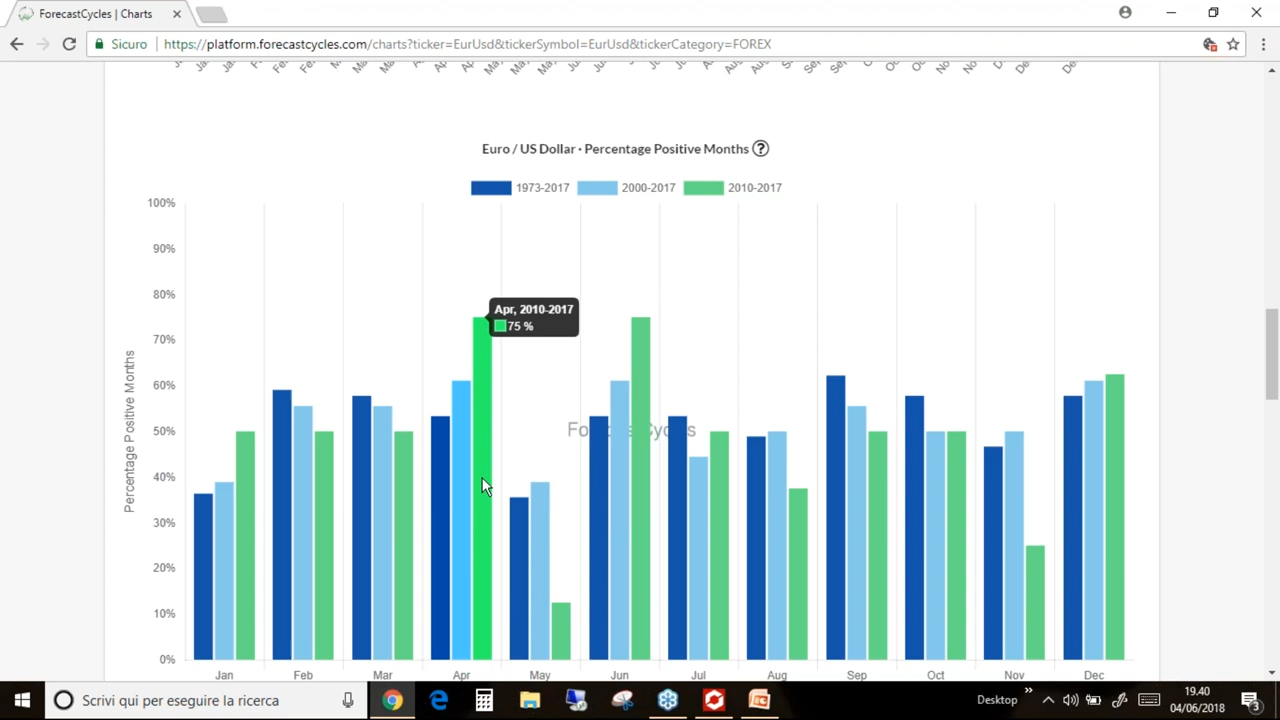 ForecastCycles | Charts
Sicuro
https://platform.forecastcycles.com/charts?ticker=EurUsd&tickerSymbol=EurUsd&tickerCategory=FOREX
Euro / US Dollar · Percentage Positive Months ?
1973-2017 2000-2017 2010-2017
100%
90%
80%
70%
60%
50%
40%
30%
20%
10%
0%
Percentage Positive Months
Apr, 2010-2017
75 %
Jan Feb Mar Apr May Jun Jul Aug Sep Oct Nov Dec
Scrivi qui per eseguire la ricerca
Desktop
19.40
04/06/2018
3